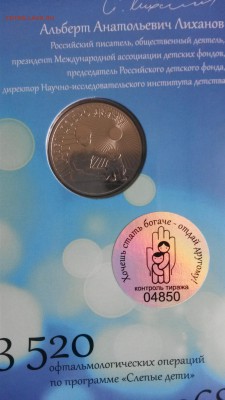 Альберт Анатольевич Лиханов
Российский писатель, общественный деятель,
президент Международной ассоциации детских фондов,
председатель Российского детского фонда,
директор Научно-исследовательского института детства
Хочешь стать богаче - отдай другому!
контроль тиража
04850
3 520
офтальмологических операций
по программе «Слепые дети»